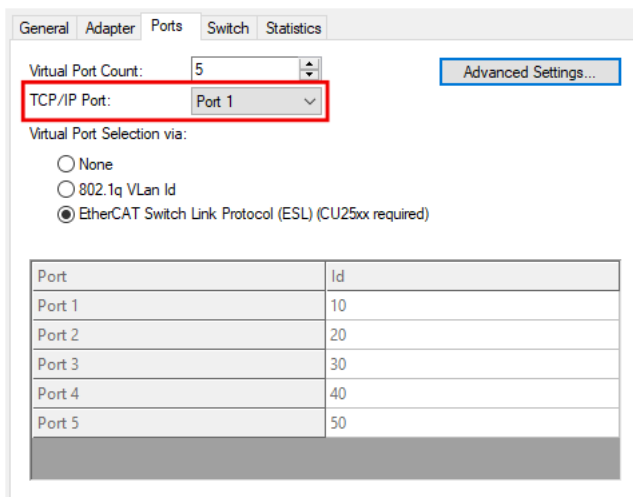 General Adapter Ports Switch Statistics
Virtual Port Count: 5 Advanced Settings...
TCP/IP Port: Port 1
Virtual Port Selection via:
None
802.1q VLan Id
EtherCAT Switch Link Protocol (ESL) (CU25xx required)
Port Id
Port 1 10
Port 2 20
Port 3 30
Port 4 40
Port 5 50